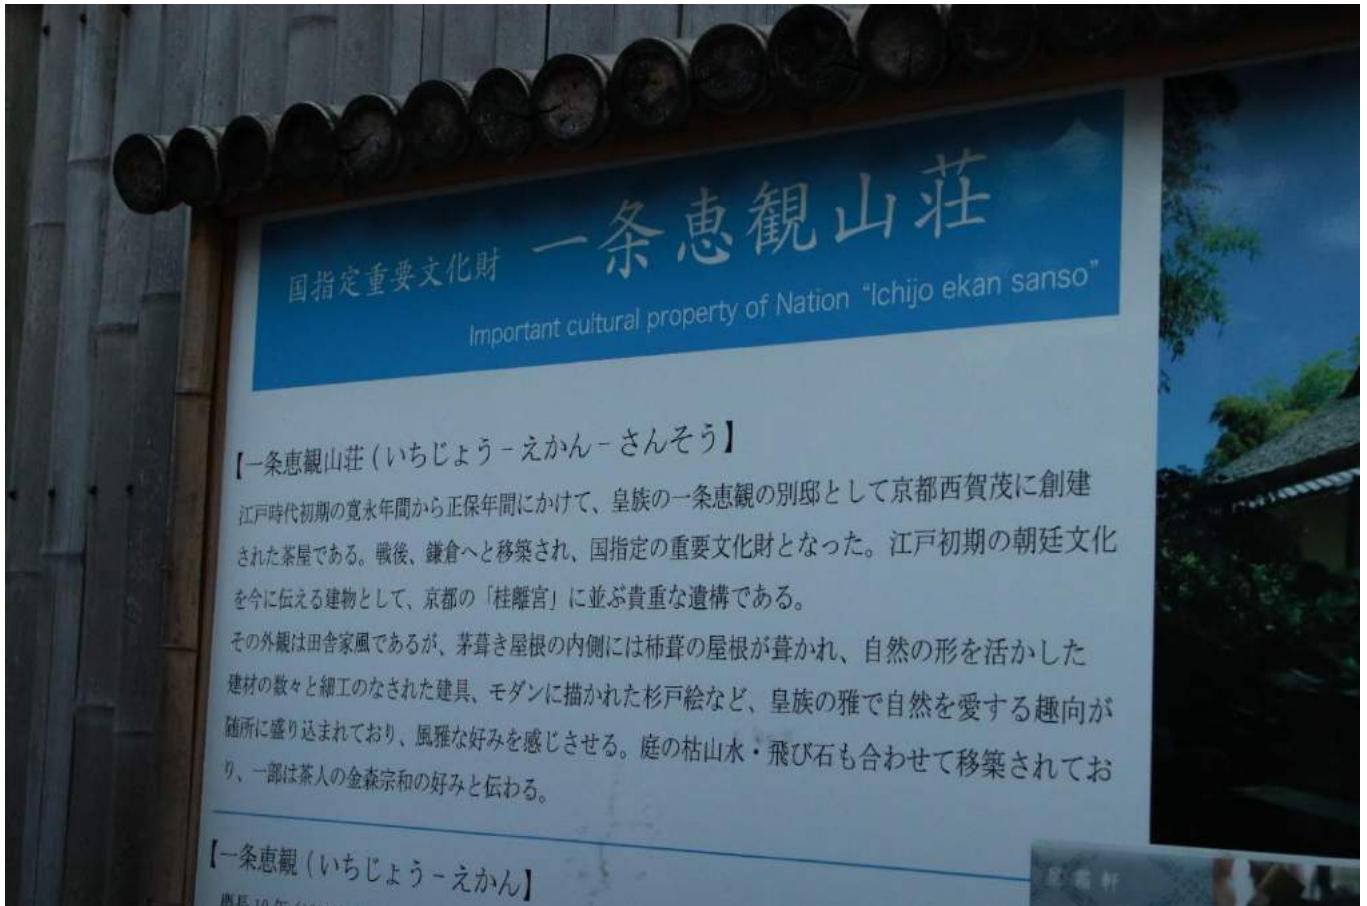 国指定重要文化財 一条恵観山荘
Important cultural property of Nation “Ichijo ekan sanso”
【一条恵観山荘(いちじょう-えかん-さんそう】
江戸時代初期の寛永年間から正保年間にかけて、皇族の一条恵観の別邸として京都西賀茂に創建
された茶屋である。戦後、鎌倉へと移築され、国指定の重要文化財となった。江戸初期の朝廷文化
を今に伝える建物として、京都の「桂離宮」に並ぶ貴重な遺構である。
その外観は田舎家風であるが、茅葺き屋根の内側には杮葺の屋根が葺かれ、自然の形を活かした
建材の数々と細工のなされた建具、モダンに描かれた杉戸絵など、皇族の雅で自然を愛する趣向が
随所に盛り込まれており、風雅な好みを感じさせる。庭の枯山水・飛び石も合わせて移築されてお
り、一部は茶人の金森宗和の好みと伝わる。
【一条恵観(いちじょう-えかん】